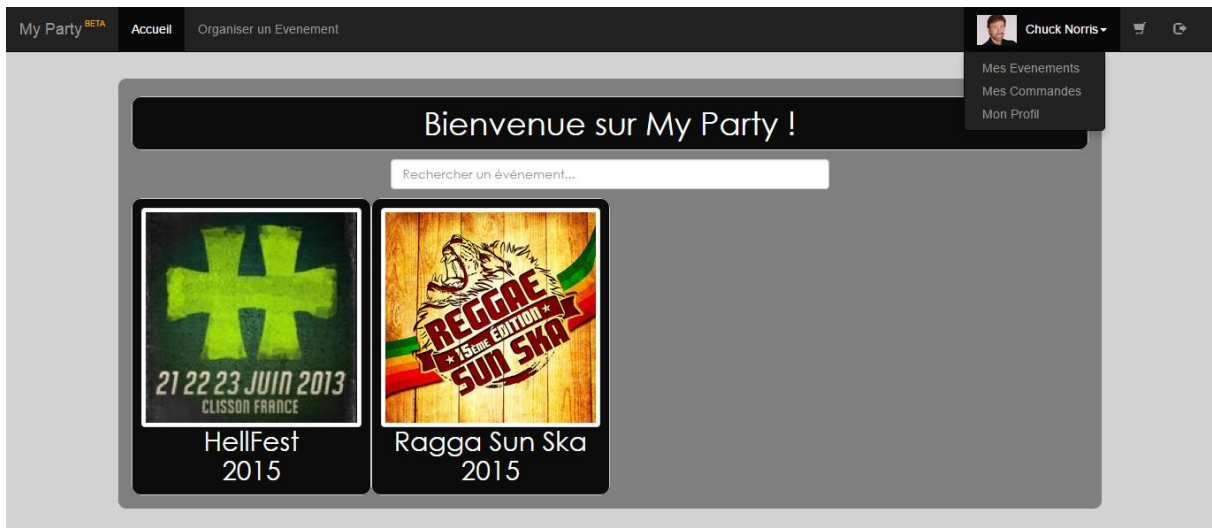 My Party BETA
Accueil
Organiser un Evenement
Chuck Norris
Mes Evenements
Mes Commandes
Mon Profil
Bienvenue sur My Party !
Rechercher un événement...
21 22 23 JUIN 2013
CLISSON FRANCE
HellFest
2015
REGGAE
15ÈME ÉDITION
SUN SKA
Ragga Sun Ska
2015